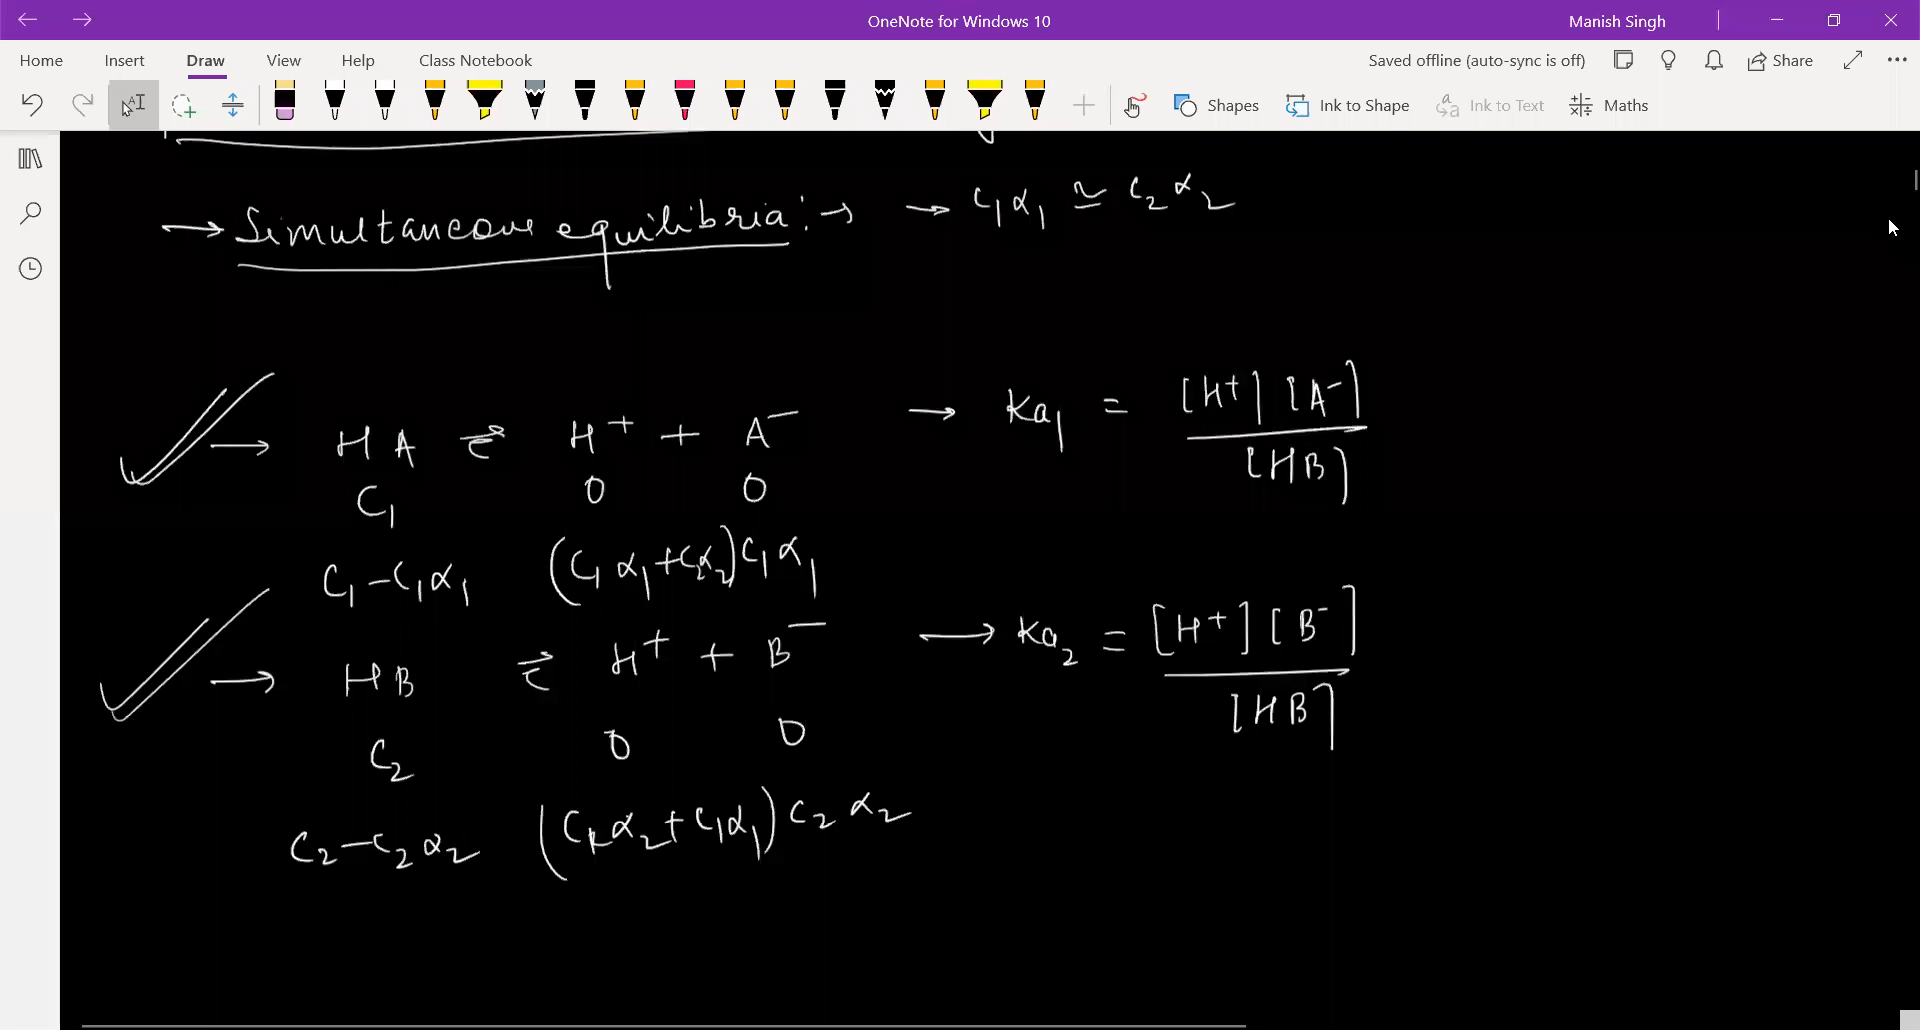 OneNote for Windows 10
Manish Singh
Home Insert Draw View Help Class Notebook
Saved offline (auto-sync is off) Share
Shapes Ink to Shape Ink to Text Maths
→ Simultaneous equilibria :→ → C₁α₁ ≃ C₂α₂
→ HA ⇌ H⁺ + A⁻ → Ka₁ = [H⁺][A⁻] / [HB]
C₁ 0 0
C₁-C₁α₁ (C₁α₁+C₂α₂) C₁α₁
→ HB ⇌ H⁺ + B⁻ → Ka₂ = [H⁺][B⁻] / [HB]
C₂ 0 0
C₂-C₂α₂ (C₂α₂+C₁α₁) C₂α₂